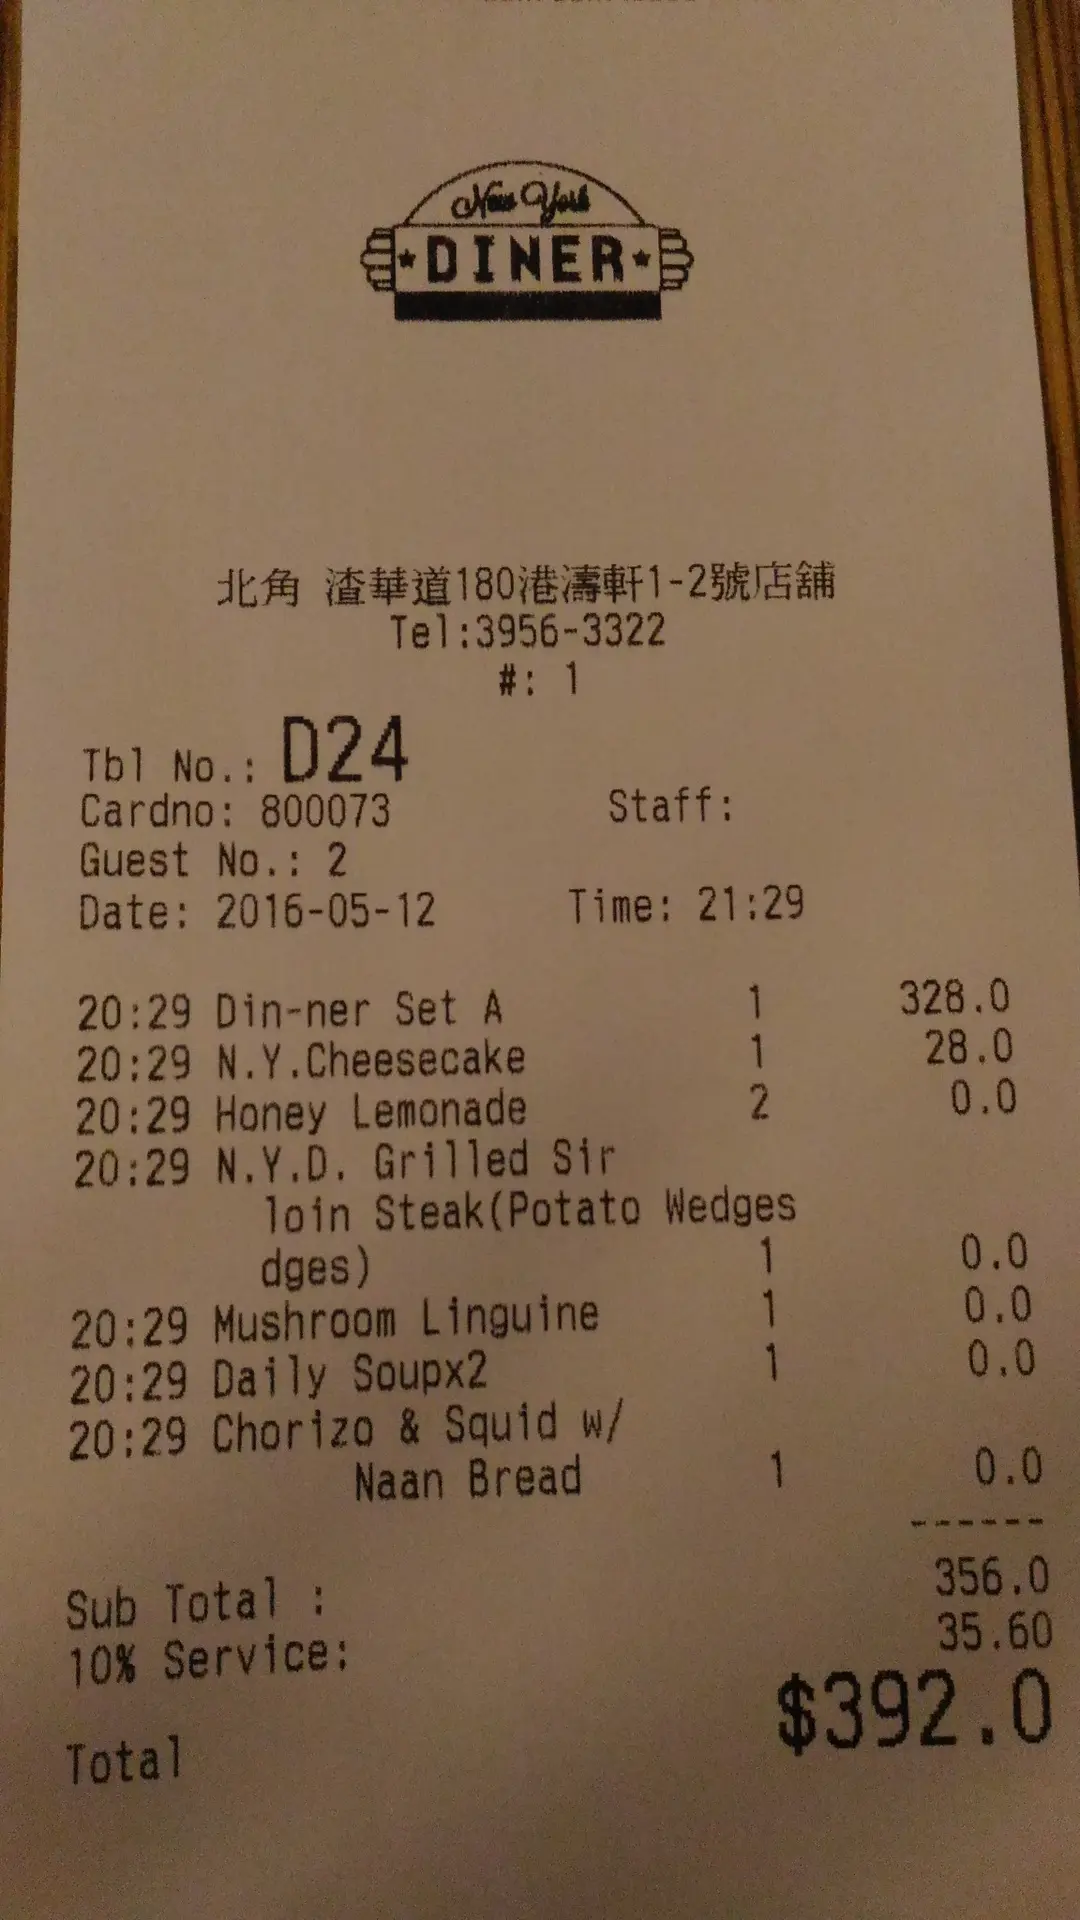 New York
DINER
北角 渣華道180港濤軒1-2號店舖
Tel:3956-3322
#: 1
Tbl No.: D24
Cardno: 800073 Staff:
Guest No.: 2
Date: 2016-05-12 Time: 21:29
20:29 Din-ner Set A 1 328.0
20:29 N.Y.Cheesecake 1 28.0
20:29 Honey Lemonade 2 0.0
20:29 N.Y.D. Grilled Sir
loin Steak(Potato Wedges
dges) 1 0.0
20:29 Mushroom Linguine 1 0.0
20:29 Daily Soupx2 1 0.0
20:29 Chorizo & Squid w/
Naan Bread 1 0.0
------
Sub Total : 356.0
10% Service: 35.60
Total $392.0